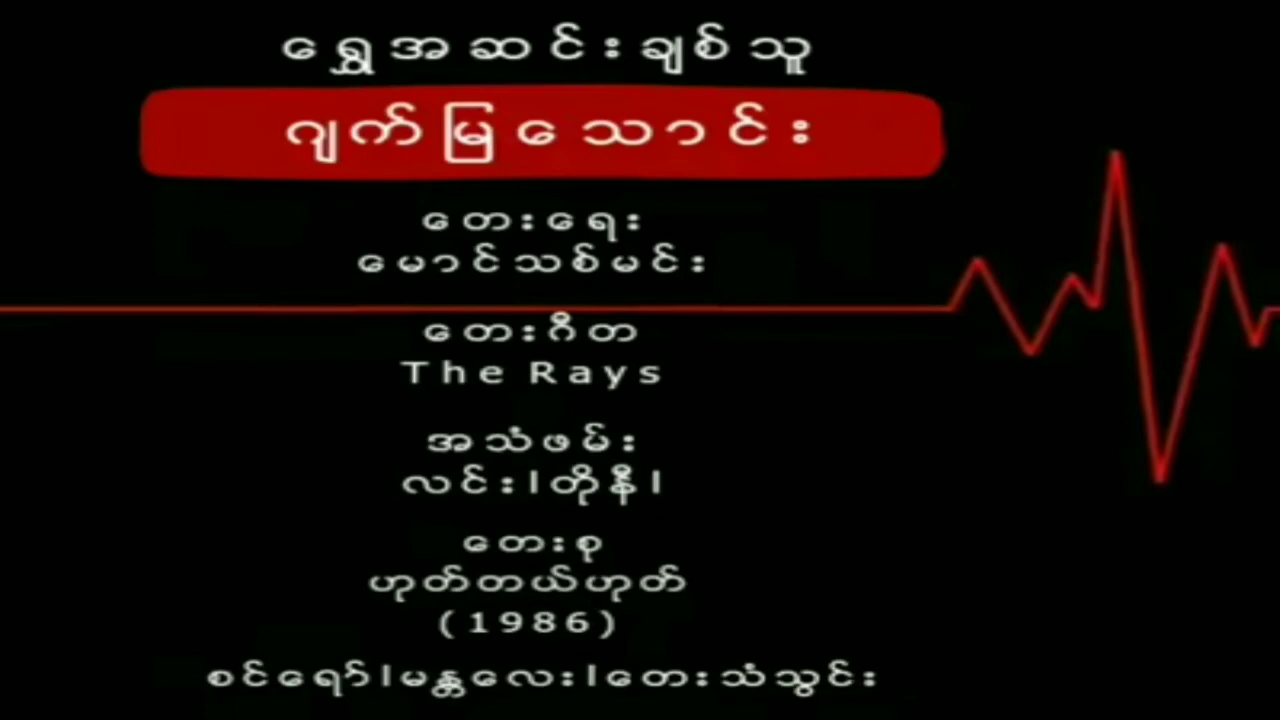 ရွှေအဆင်းချစ်သူ
ဂျက်မြသောင်း
တေးရေး
မောင်သစ်မင်း
တေးဂီတ
The Rays
အသံဖမ်း
လင်း၊တိုနီ၊
တေးစု
ဟုတ်တယ်ဟုတ်
(1986)
စင်ရော်၊မန္တလေး၊တေးသံသွင်း